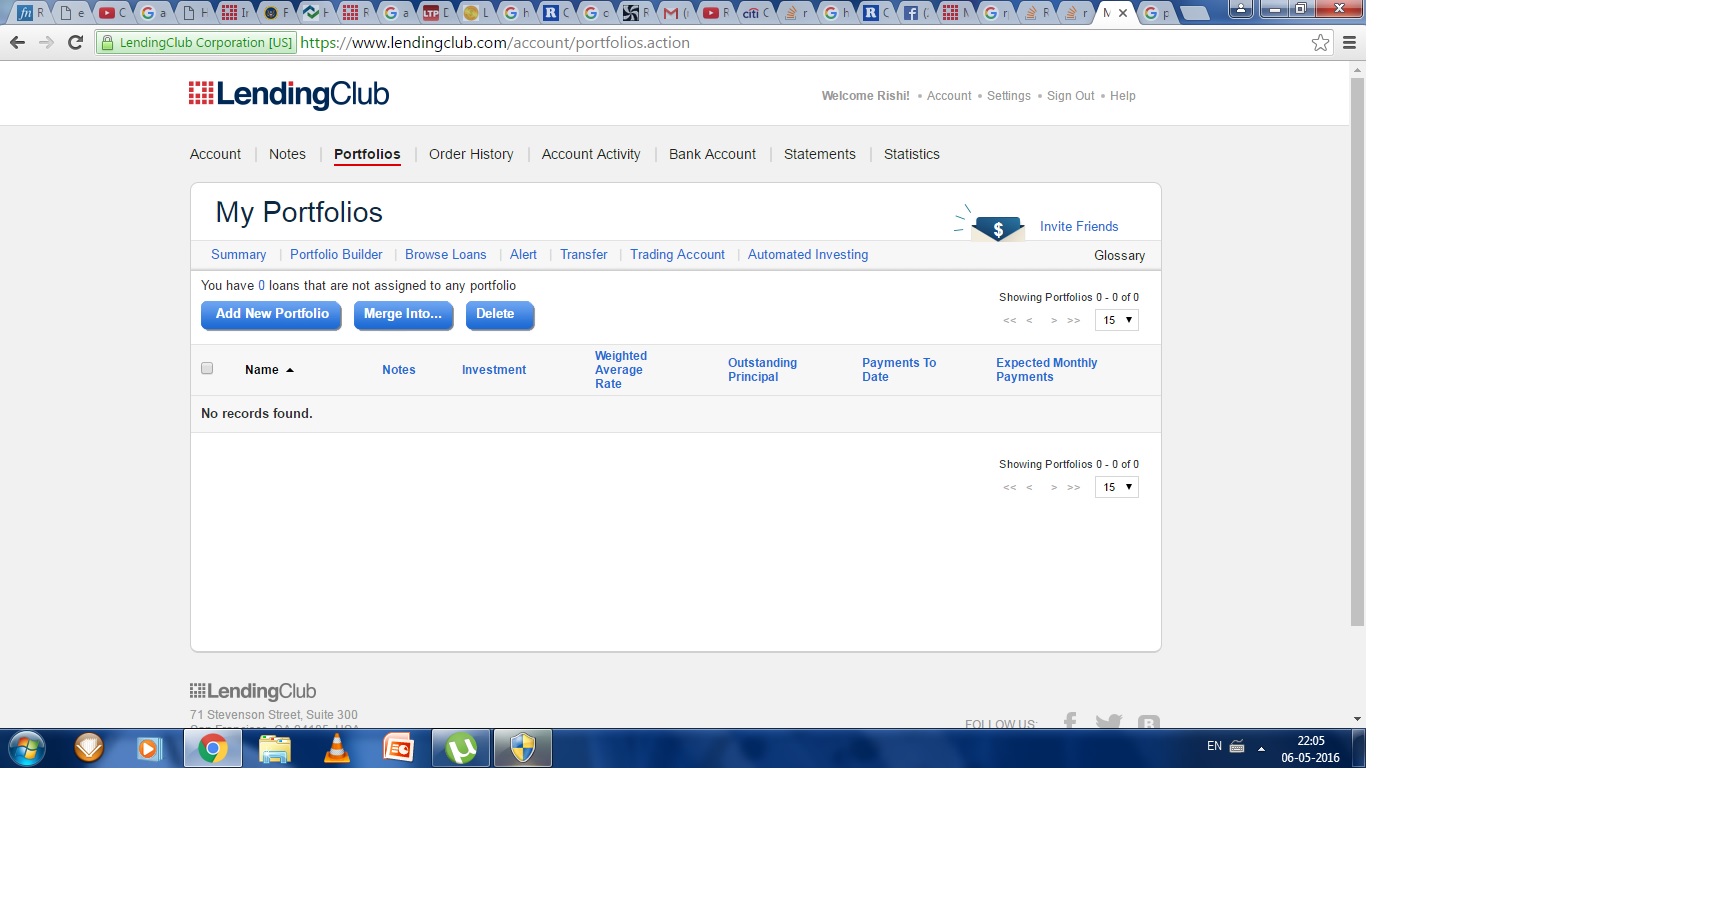 LendingClub Corporation [US] https://www.lendingclub.com/account/portfolios.action
LendingClub
Welcome Rishi! • Account • Settings • Sign Out • Help
Account | Notes | Portfolios | Order History | Account Activity | Bank Account | Statements | Statistics
My Portfolios
$ Invite Friends
Summary | Portfolio Builder | Browse Loans | Alert | Transfer | Trading Account | Automated Investing Glossary
You have 0 loans that are not assigned to any portfolio
Showing Portfolios 0 - 0 of 0
Add New Portfolio Merge Into... Delete
<< < > >> 15
Name Notes Investment Weighted Average Rate Outstanding Principal Payments To Date Expected Monthly Payments
No records found.
Showing Portfolios 0 - 0 of 0
<< < > >> 15
LendingClub
71 Stevenson Street, Suite 300
FOLLOW US:
EN 22:05
06-05-2016